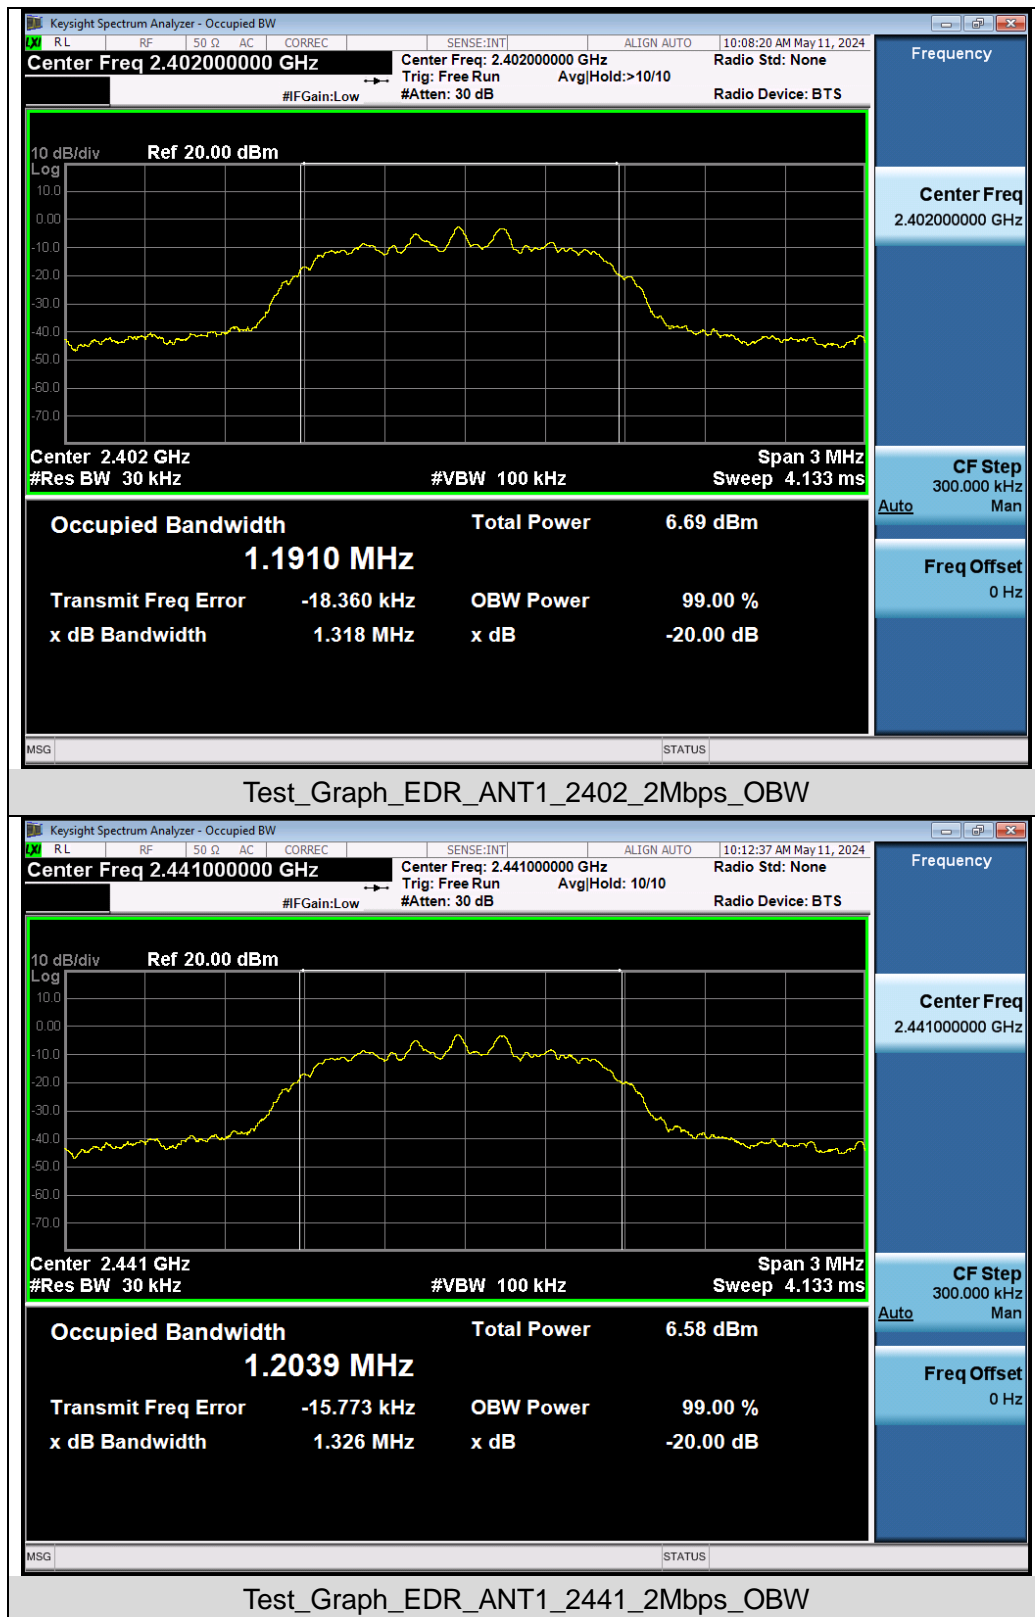 Keysight Spectrum Analyzer - Occupied BW
LXI RL RF 50 Ω AC CORREC SENSE:INT ALIGN AUTO 10:08:20 AM May 11, 2024
Center Freq 2.402000000 GHz
Center Freq: 2.402000000 GHz
Radio Std: None
Trig: Free Run Avg|Hold:>10/10
#IFGain:Low
#Atten: 30 dB
Radio Device: BTS
Frequency
10 dB/div Ref 20.00 dBm
Log
10.0
0.00
-10.0
-20.0
-30.0
-40.0
-50.0
-60.0
-70.0
Center Freq
2.402000000 GHz
Center 2.402 GHz Span 3 MHz
#Res BW 30 kHz #VBW 100 kHz Sweep 4.133 ms
CF Step
300.000 kHz
Auto Man
Freq Offset
0 Hz
Occupied Bandwidth Total Power 6.69 dBm
1.1910 MHz
Transmit Freq Error -18.360 kHz OBW Power 99.00 %
x dB Bandwidth 1.318 MHz x dB -20.00 dB
MSG STATUS
Test_Graph_EDR_ANT1_2402_2Mbps_OBW
Keysight Spectrum Analyzer - Occupied BW
LXI RL RF 50 Ω AC CORREC SENSE:INT ALIGN AUTO 10:12:37 AM May 11, 2024
Center Freq 2.441000000 GHz
Center Freq: 2.441000000 GHz
Radio Std: None
Trig: Free Run Avg|Hold: 10/10
#IFGain:Low
#Atten: 30 dB
Radio Device: BTS
Frequency
10 dB/div Ref 20.00 dBm
Log
10.0
0.00
-10.0
-20.0
-30.0
-40.0
-50.0
-60.0
-70.0
Center Freq
2.441000000 GHz
Center 2.441 GHz Span 3 MHz
#Res BW 30 kHz #VBW 100 kHz Sweep 4.133 ms
CF Step
300.000 kHz
Auto Man
Freq Offset
0 Hz
Occupied Bandwidth Total Power 6.58 dBm
1.2039 MHz
Transmit Freq Error -15.773 kHz OBW Power 99.00 %
x dB Bandwidth 1.326 MHz x dB -20.00 dB
MSG STATUS
Test_Graph_EDR_ANT1_2441_2Mbps_OBW